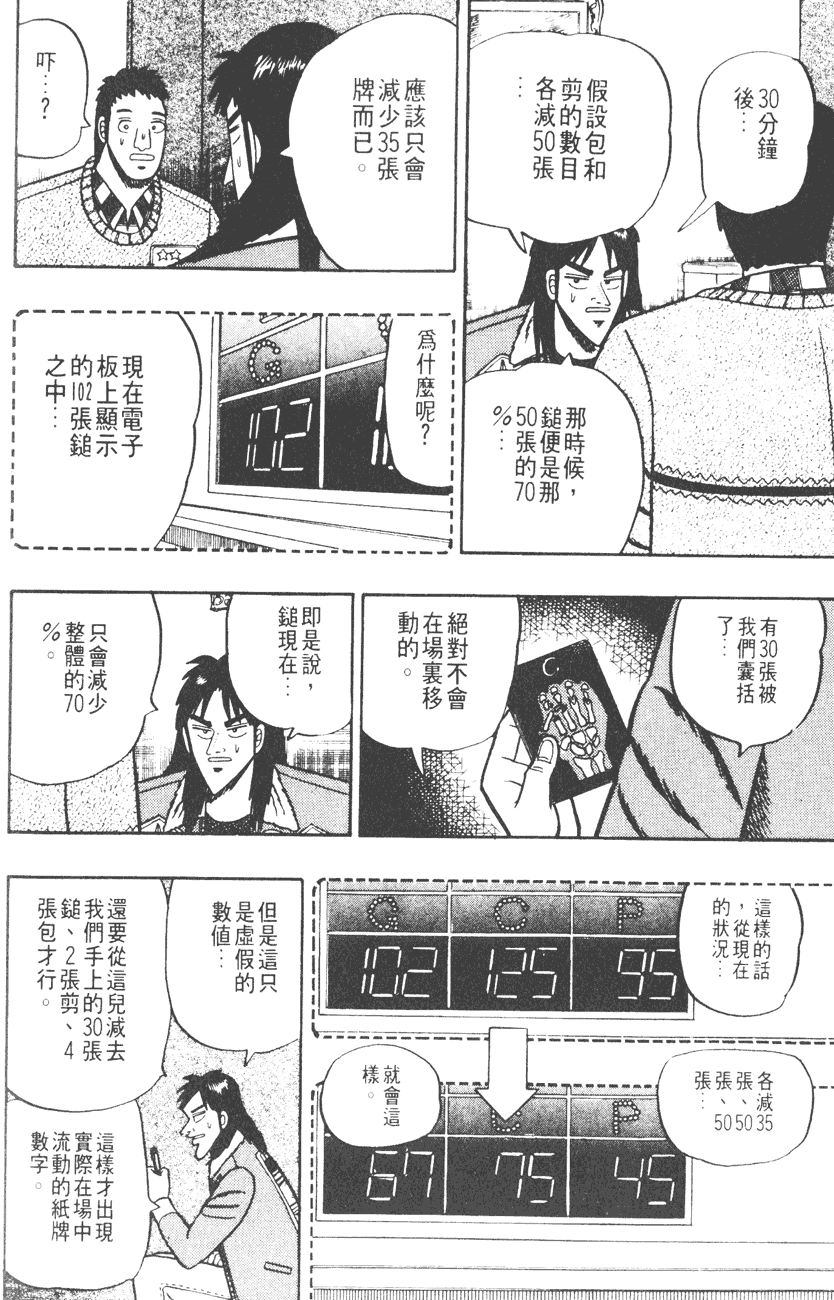 30分鐘
後…
假設包和
剪的數目
各減50張
…
那時候，
鎚便是那
50張的70
%…
應該只會
減少35張
牌而已。
吓…？
為什麼呢?
G
102
現在電子
板上顯示
的102張鎚
之中…
有30張被
我們囊括
了…
絕對不會
在場裏移
動的。
即是說，
鎚現在…
只會減少
整體的70
%。
這樣的話
，從現在
的狀況…
G C P
102 125 95
各減35
張、50
張、50
張…
就會這
樣。
P
67 75 45
但是這只
是虛假的
數值…
還要從這兒減去
我們手上的30張
鎚、2張剪、4
張包才行。
這樣才出現
實際在場中
流動的紙牌
數字。